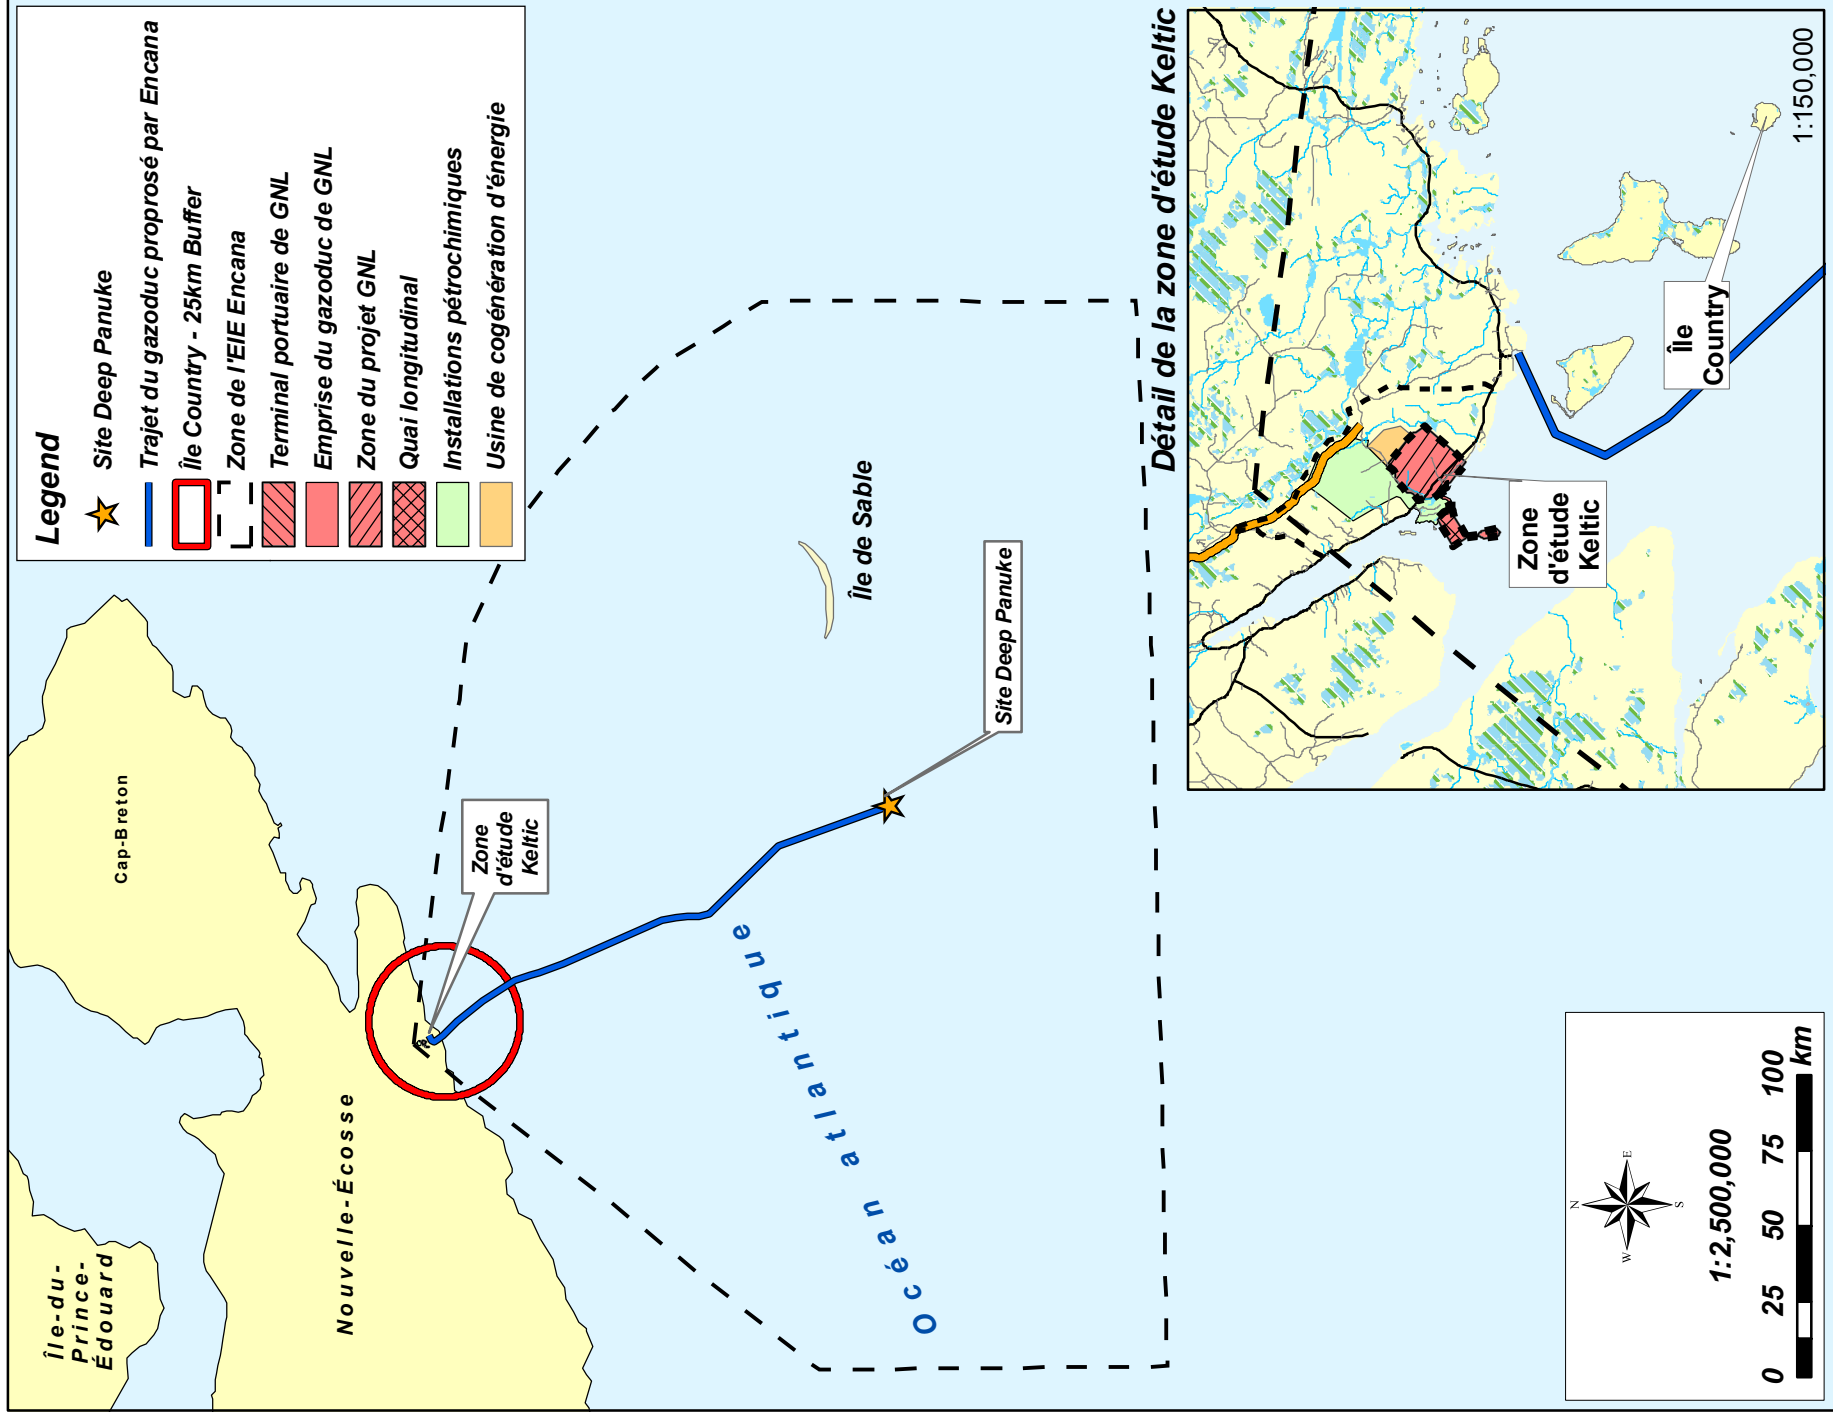 Legend
Site Deep Panuke
Trajet du gazoduc proprosé par Encana
Île Country - 25km Buffer
Zone de l'EIE Encana
Terminal portuaire de GNL
Emprise du gazoduc de GNL
Zone du projet GNL
Quai longitudinal
Installations pétrochimiques
Usine de cogénération d'énergie
Île-du-
Prince-
Édouard
Cap-Breton
Nouvelle-Écosse
Zone
d'étude
Keltic
Île de Sable
Site Deep Panuke
Océan atlantique
Détail de la zone d'étude Keltic
Zone
d'étude
Keltic
Île
Country
1:150,000
N
W
E
S
1:2,500,000
0 25 50 75 100
km